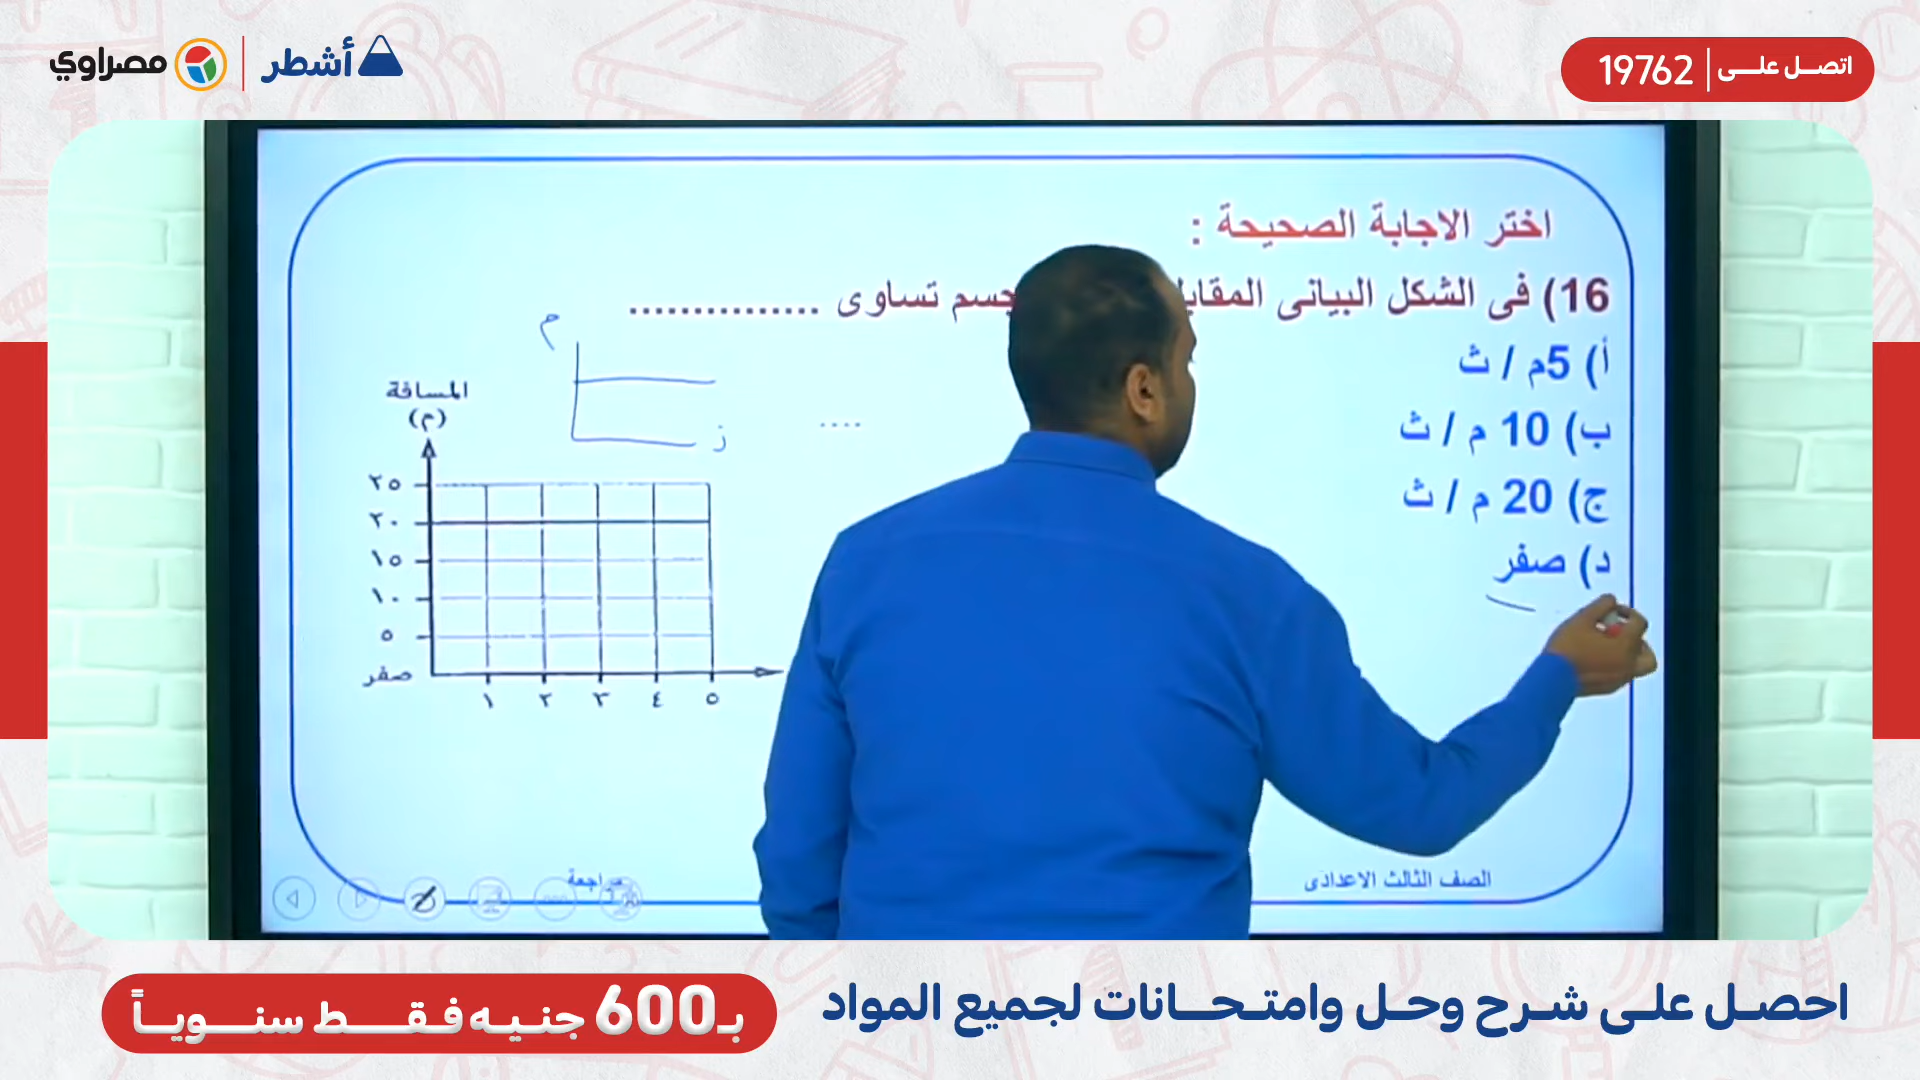 مصراوي
أشطر
اتصل على 19762
اختر الاجابة الصحيحة :
16) فى الشكل البيانى المقابل جسم تساوى ...............
أ) 5م / ث
ب) 10 م / ث
ج) 20 م / ث
د) صفر
م
ز
....
المسافة
(م)
٢٥
٢٠
١٥
١٠
٥
صفر
١ ٢ ٣ ٤ ٥
الصف الثالث الاعدادى
مراجعة
احصل على شرح وحل وامتحانات لجميع المواد
بـ600 جنيه فقط سنوياً